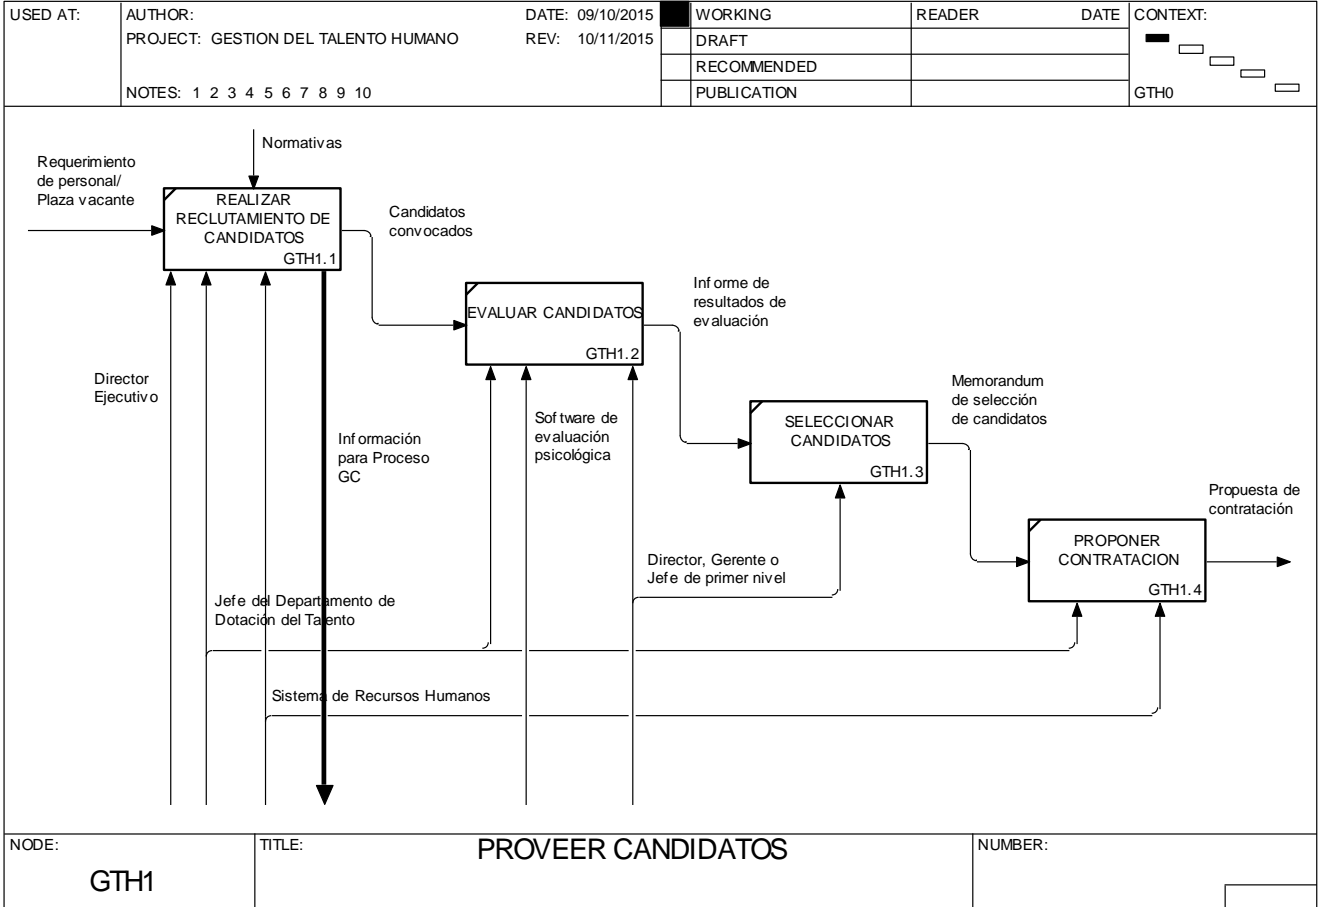 USED AT:
AUTHOR:
DATE: 09/10/2015
PROJECT: GESTION DEL TALENTO HUMANO
REV: 10/11/2015
NOTES: 1 2 3 4 5 6 7 8 9 10
WORKING
DRAFT
RECOMMENDED
PUBLICATION
READER
DATE
CONTEXT:
GTH0
Normativas
Requerimiento
de personal/
Plaza vacante
REALIZAR
RECLUTAMIENTO DE
CANDIDATOS
GTH1.1
Candidatos
convocados
EVALUAR CANDIDATOS
GTH1.2
Informe de
resultados de
evaluación
Director
Ejecutivo
Información
para Proceso
GC
Software de
evaluación
psicológica
SELECCIONAR
CANDIDATOS
GTH1.3
Memorandum
de selección
de candidatos
Director, Gerente o
Jefe de primer nivel
PROPONER
CONTRATACION
GTH1.4
Propuesta de
contratación
Jefe del Departamento de
Dotación del Talento
Sistema de Recursos Humanos
NODE:
GTH1
TITLE:
PROVEER CANDIDATOS
NUMBER: